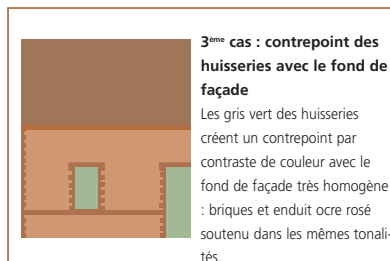 3ème cas : contrepoint des
huisseries avec le fond de
façade
Les gris vert des huisseries
créent un contrepoint par
contraste de couleur avec le
fond de façade très homogène
: briques et enduit ocre rosé
soutenu dans les mêmes tonali-
tés.